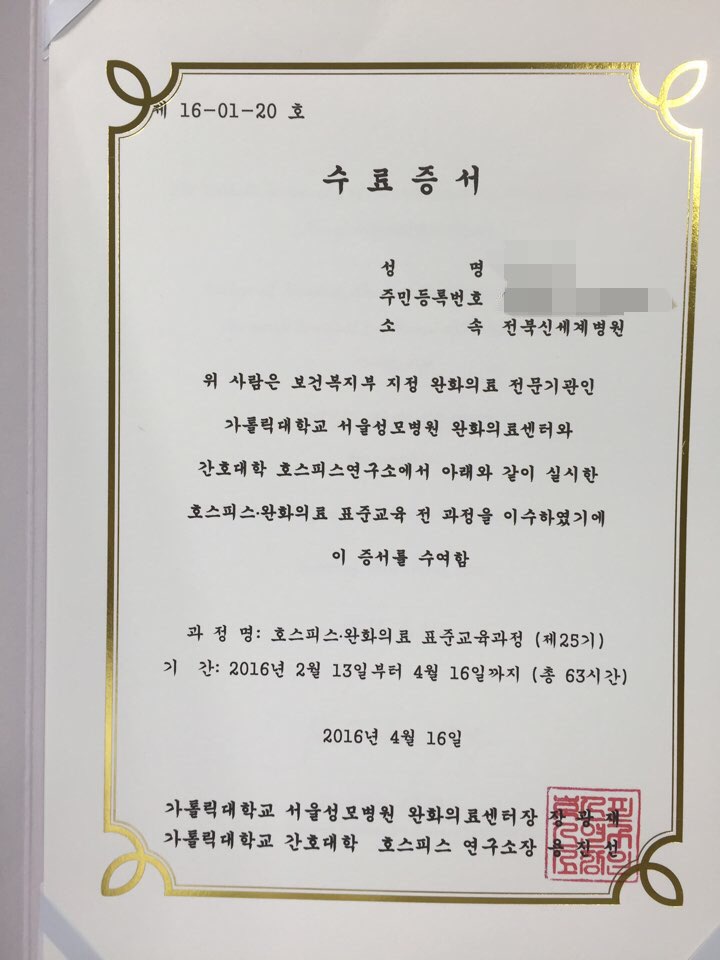 제 16-01-20 호
수 료 증 서
성 명
주민등록번호
소 속 전북신세계병원
위 사람은 보건복지부 지정 완화의료 전문기관인
가톨릭대학교 서울성모병원 완화의료센터와
간호대학 호스피스연구소에서 아래와 같이 실시한
호스피스·완화의료 표준교육 전 과정을 이수하였기에
이 증서를 수여함
과 정 명: 호스피스·완화의료 표준교육과정 (제25기)
기 간: 2016년 2월 13일부터 4월 16일까지 (총 63시간)
2016년 4월 16일
가톨릭대학교 서울성모병원 완화의료센터장 장 광 재
가톨릭대학교 간호대학 호스피스 연구소장 용 진 선